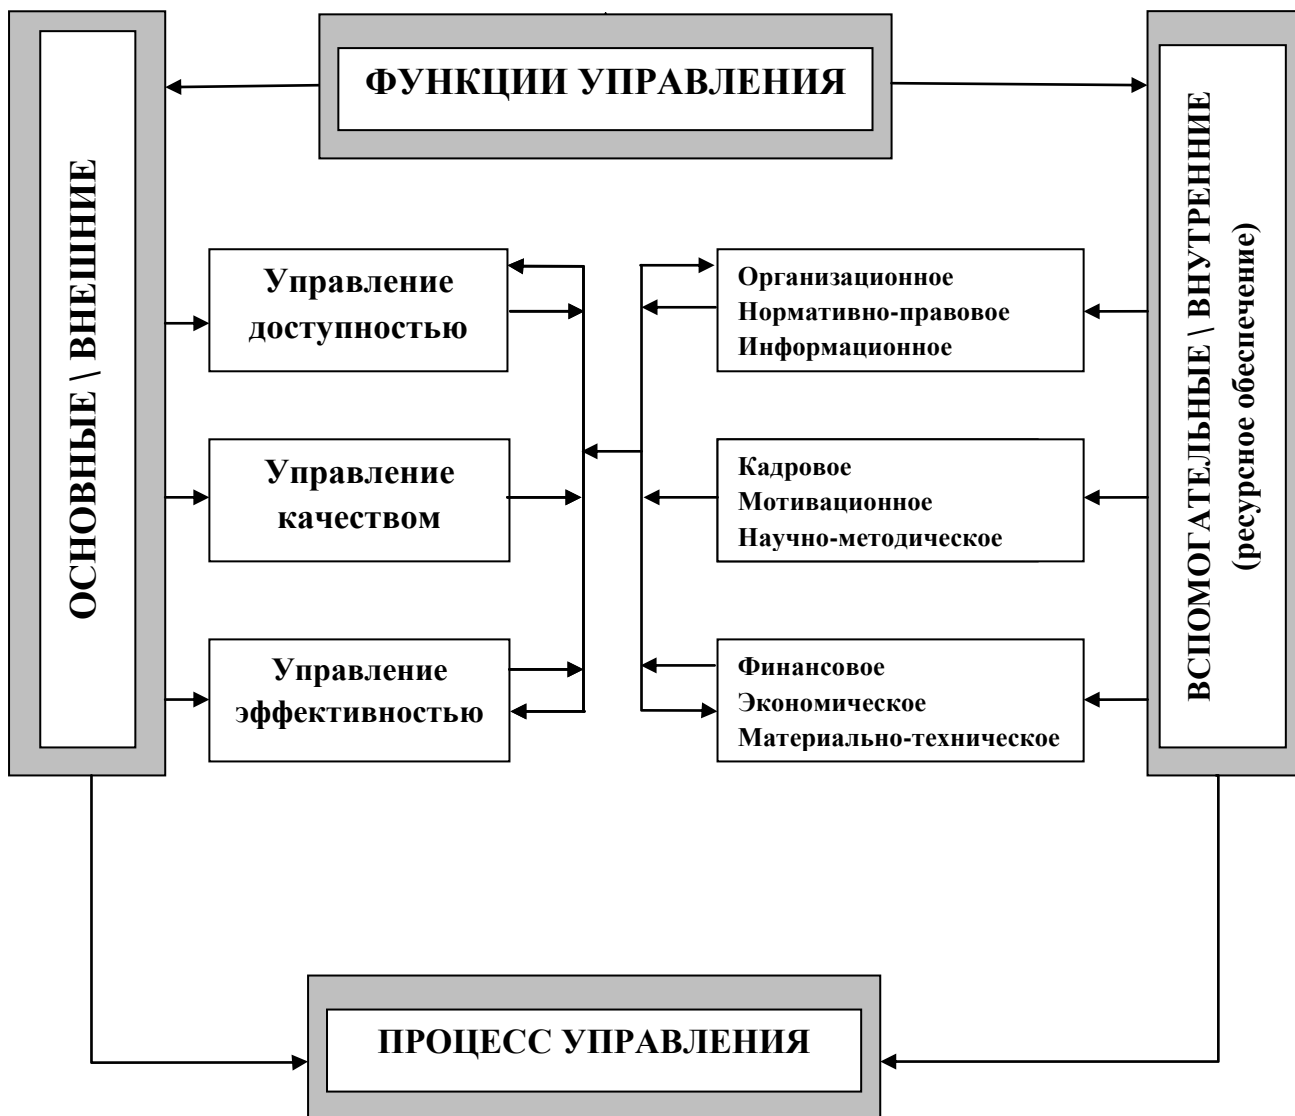 ФУНКЦИИ УПРАВЛЕНИЯ
ОСНОВНЫЕ \ ВНЕШНИЕ
Управление
доступностью
Управление
качеством
Управление
эффективностью
Организационное
Нормативно-правовое
Информационное
Кадровое
Мотивационное
Научно-методическое
Финансовое
Экономическое
Материально-техническое
ВСПОМОГАТЕЛЬНЫЕ \ ВНУТРЕННИЕ
(ресурсное обеспечение)
ПРОЦЕСС УПРАВЛЕНИЯ